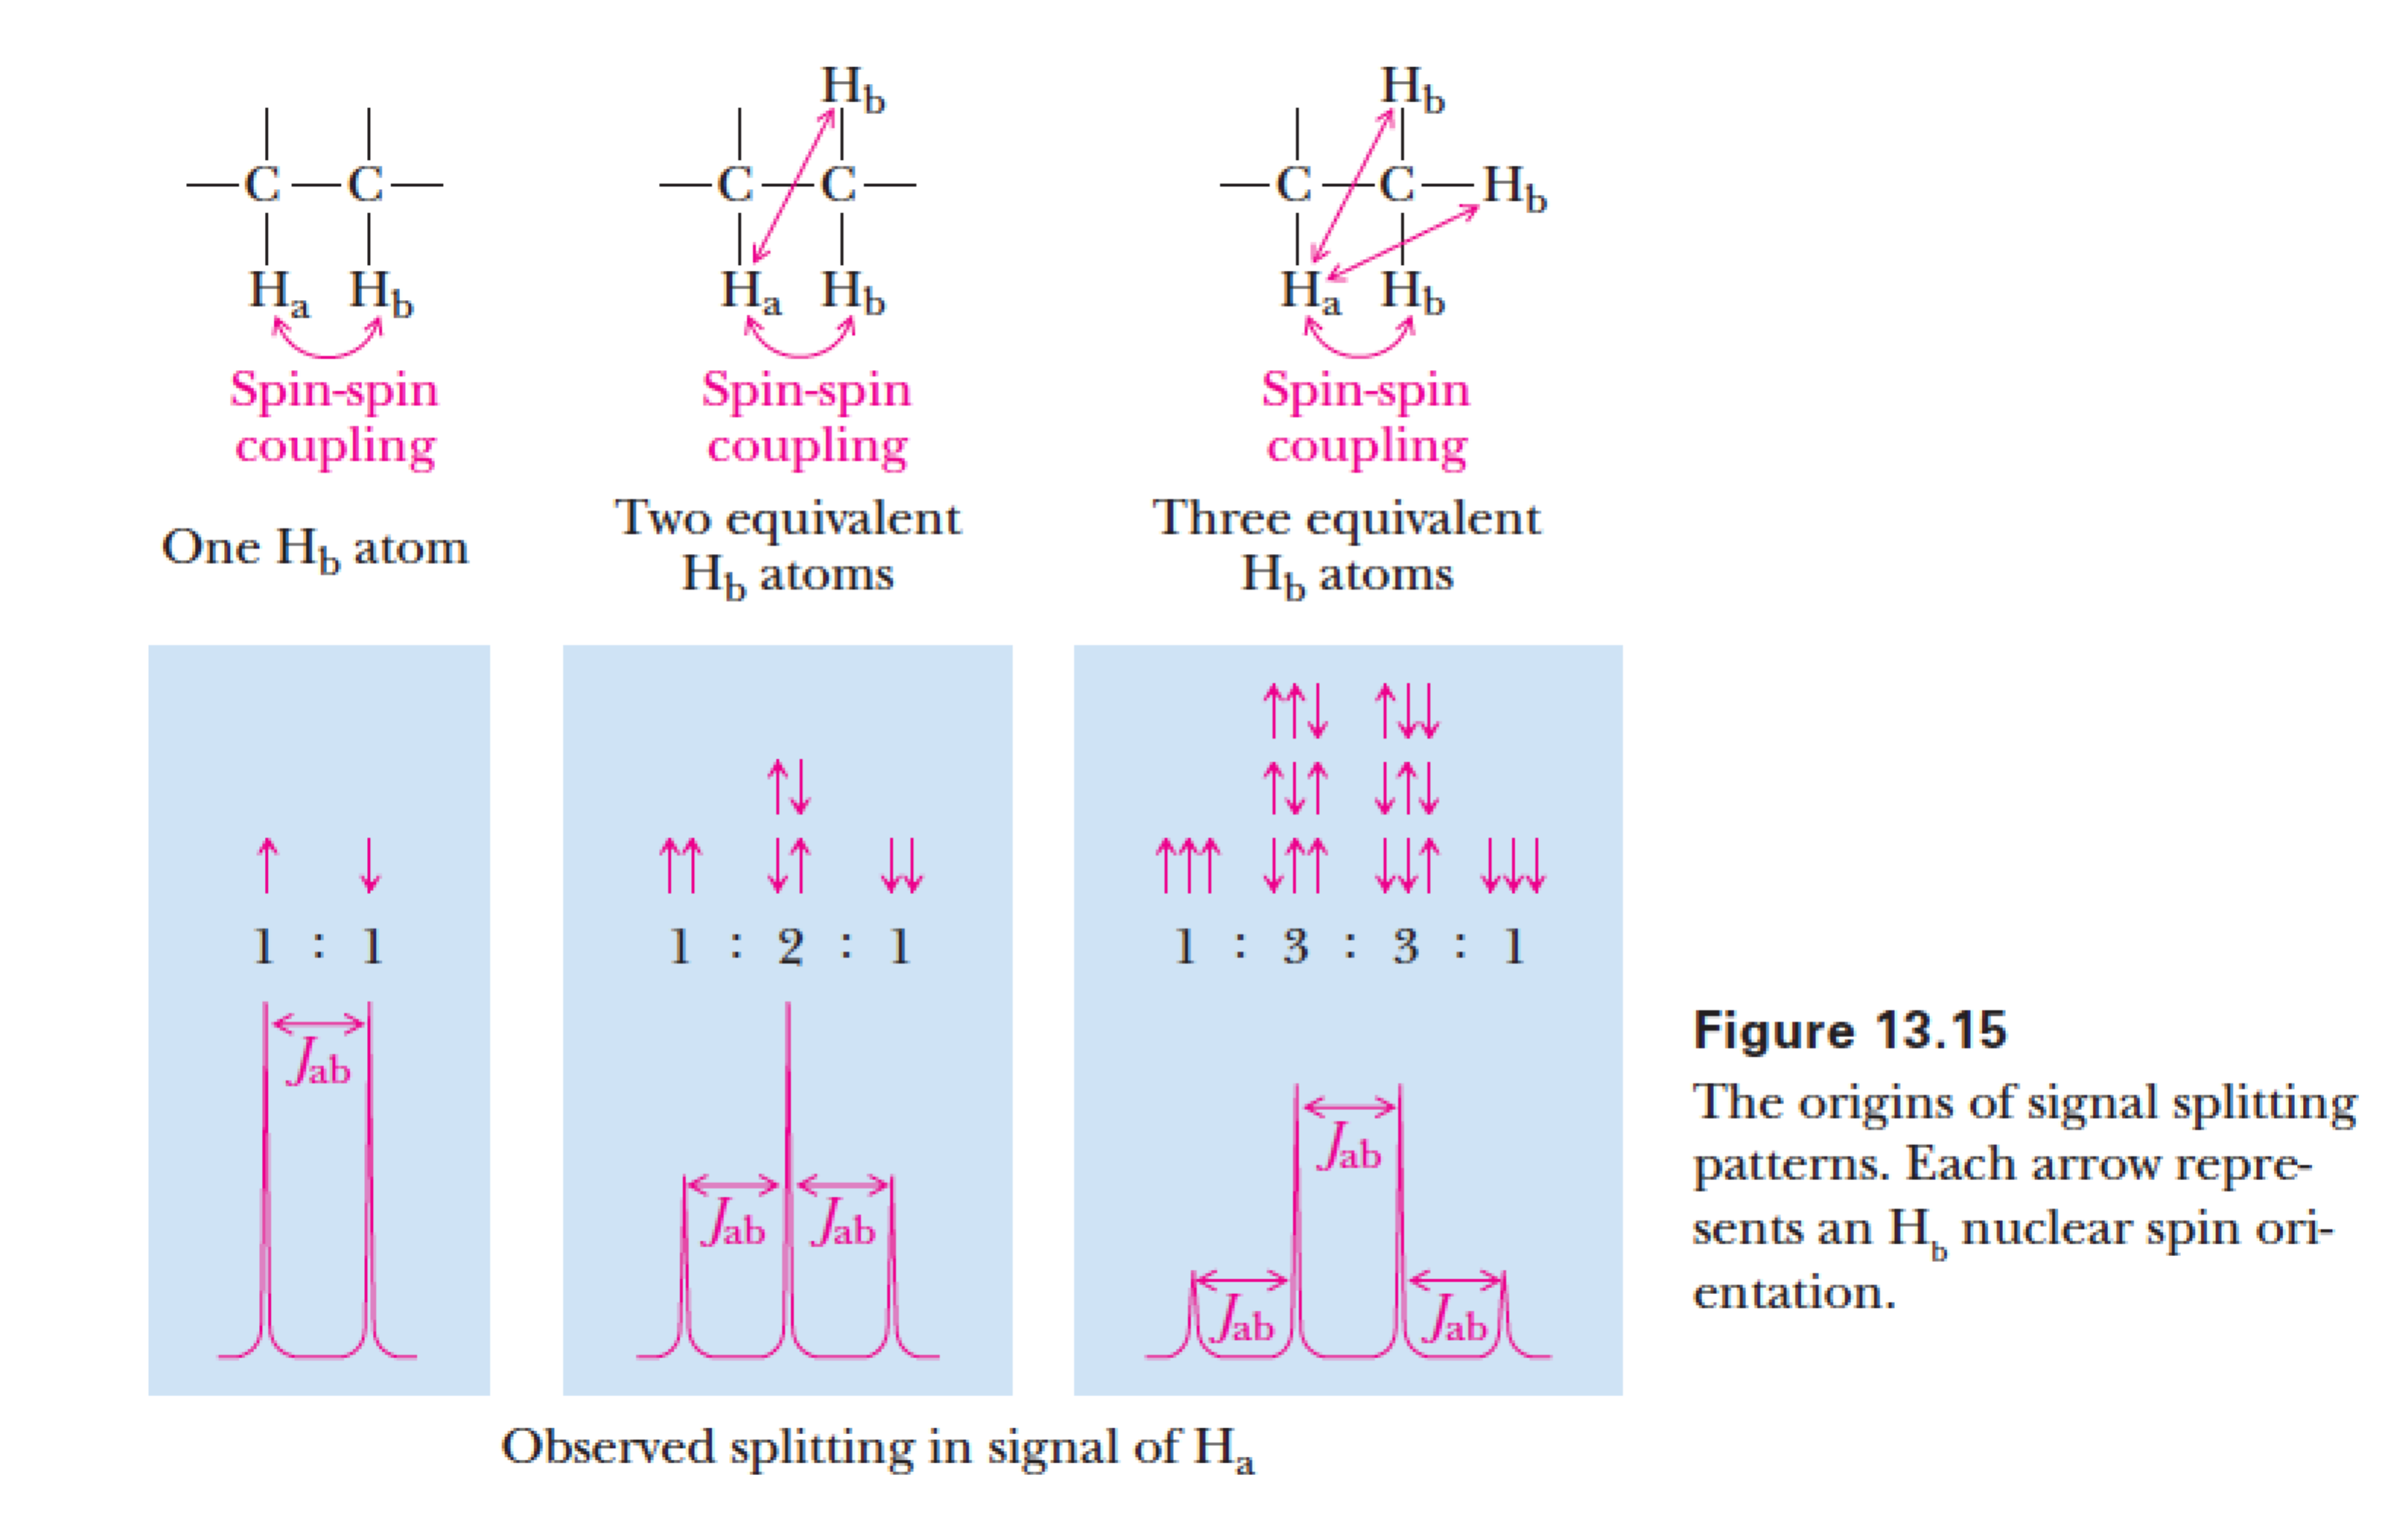 Hb
Hb
C C
C C
C C Hb
Ha Hb
Ha Hb
Ha Hb
Spin-spin
coupling
Spin-spin
coupling
Spin-spin
coupling
One Hb atom
Two equivalent
Hb atoms
Three equivalent
Hb atoms
1 : 1
1 : 2 : 1
1 : 3 : 3 : 1
Jab
Jab Jab
Jab
Jab Jab
Observed splitting in signal of Ha
Figure 13.15
The origins of signal splitting
patterns. Each arrow repre-
sents an Hb nuclear spin ori-
entation.